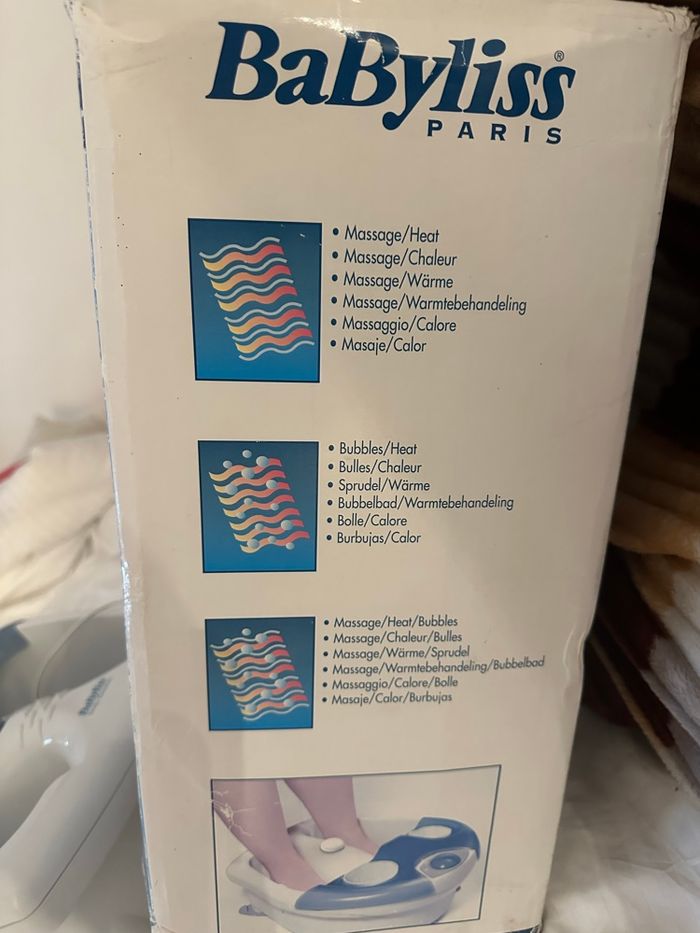 BaByliss®
PARIS
• Massage/Heat
• Massage/Chaleur
• Massage/Wärme
• Massage/Warmtebehandeling
• Massaggio/Calore
• Masaje/Calor
• Bubbles/Heat
• Bulles/Chaleur
• Sprudel/Wärme
• Bubbelbad/Warmtebehandeling
• Bolle/Calore
• Burbujas/Calor
• Massage/Heat/Bubbles
• Massage/Chaleur/Bulles
• Massage/Wärme/Sprudel
• Massage/Warmtebehandeling/Bubbelbad
• Massaggio/Calore/Bolle
• Masaje/Calor/Burbujas
BaByliss